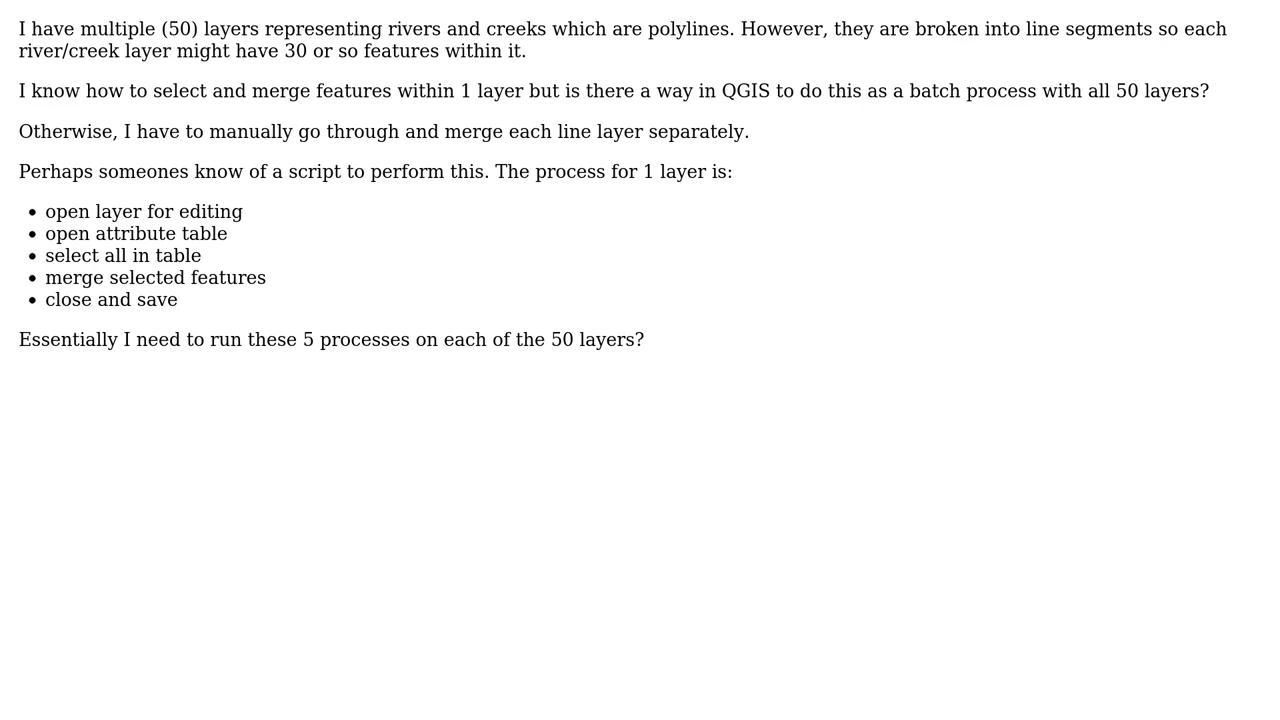 I have multiple (50) layers representing rivers and creeks which are polylines. However, they are broken into line segments so each
river/creek layer might have 30 or so features within it.
I know how to select and merge features within 1 layer but is there a way in QGIS to do this as a batch process with all 50 layers?
Otherwise, I have to manually go through and merge each line layer separately.
Perhaps someones know of a script to perform this. The process for 1 layer is:
• open layer for editing
• open attribute table
• select all in table
• merge selected features
• close and save
Essentially I need to run these 5 processes on each of the 50 layers?